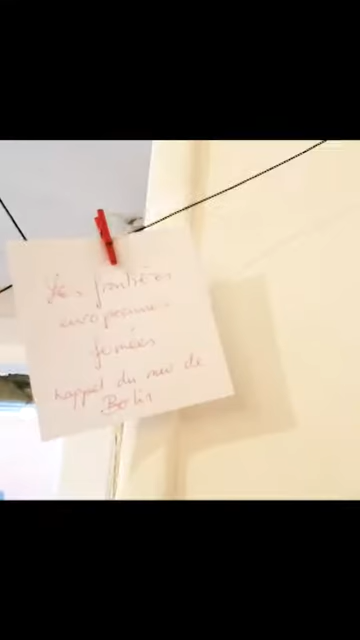 Les frontières
européennes
fermées
rappel du mur de
Berlin